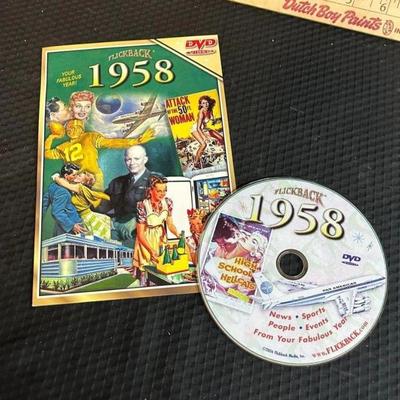 Dutch Boy Paints
FLICKBACK
DVD
1958
YOUR
FABULOUS
YEAR!
ATTACK
OF THE 50 FT.
WOMAN
12
FLICKBACK
1958
DVD
HIGH
SCHOOL
HELLCATS
PAN AMERICAN
News • Sports
People • Events
From Your Fabulous Year
www.FLICKBACK.com